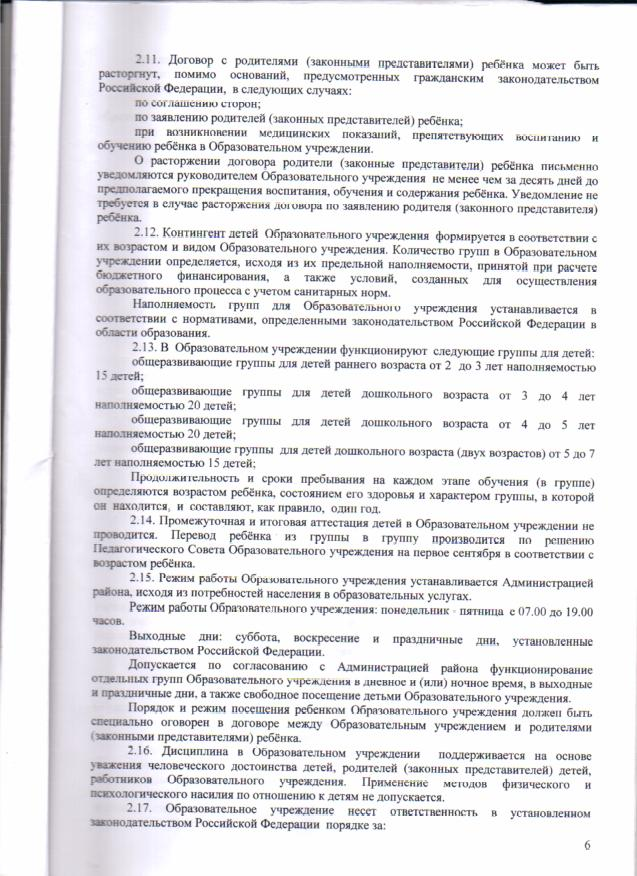 2.11. Договор с родителями (законными представителями) ребёнка может быть
расторгнут, помимо оснований, предусмотренных гражданским законодательством
Российской Федерации, в следующих случаях:
по соглашению сторон;
по заявлению родителей (законных представителей) ребёнка;
при возникновении медицинских показаний, препятствующих воспитанию и
обучению ребёнка в Образовательном учреждении.
О расторжении договора родители (законные представители) ребёнка письменно
уведомляются руководителем Образовательного учреждения не менее чем за десять дней до
предполагаемого прекращения воспитания, обучения и содержания ребёнка. Уведомление не
требуется в случае расторжения договора по заявлению родителя (законного представителя)
ребёнка.
2.12. Контингент детей Образовательного учреждения формируется в соответствии с
их возрастом и видом Образовательного учреждения. Количество групп в Образовательном
учреждении определяется, исходя из их предельной наполняемости, принятой при расчете
бюджетного финансирования, а также условий, созданных для осуществления
образовательного процесса с учетом санитарных норм.
Наполняемость групп для Образовательного учреждения устанавливается в
соответствии с нормативами, определенными законодательством Российской Федерации в
области образования.
2.13. В Образовательном учреждении функционируют следующие группы для детей:
общеразвивающие группы для детей раннего возраста от 2 до 3 лет наполняемостью
15 детей;
общеразвивающие группы для детей дошкольного возраста от 3 до 4 лет
наполняемостью 20 детей;
общеразвивающие группы для детей дошкольного возраста от 4 до 5 лет
наполняемостью 20 детей;
общеразвивающие группы для детей дошкольного возраста (двух возрастов) от 5 до 7
лет наполняемостью 15 детей;
Продолжительность и сроки пребывания на каждом этапе обучения (в группе)
определяются возрастом ребёнка, состоянием его здоровья и характером группы, в которой
он находится, и составляют, как правило, один год.
2.14. Промежуточная и итоговая аттестация детей в Образовательном учреждении не
проводится. Перевод ребёнка из группы в группу производится по решению
Педагогического Совета Образовательного учреждения на первое сентября в соответствии с
возрастом ребёнка.
2.15. Режим работы Образовательного учреждения устанавливается Администрацией
района, исходя из потребностей населения в образовательных услугах.
Режим работы Образовательного учреждения: понедельник - пятница с 07.00 до 19.00
часов.
Выходные дни: суббота, воскресение и праздничные дни, установленные
законодательством Российской Федерации.
Допускается по согласованию с Администрацией района функционирование
отдельных групп Образовательного учреждения в дневное и (или) ночное время, в выходные
и праздничные дни, а также свободное посещение детьми Образовательного учреждения.
Порядок и режим посещения ребенком Образовательного учреждения должен быть
специально оговорен в договоре между Образовательным учреждением и родителями
(законными представителями) ребёнка.
2.16. Дисциплина в Образовательном учреждении поддерживается на основе
уважения человеческого достоинства детей, родителей (законных представителей) детей,
работников Образовательного учреждения. Применение методов физического и
психологического насилия по отношению к детям не допускается.
2.17. Образовательное учреждение несет ответственность в установленном
законодательством Российской Федерации порядке за:
6